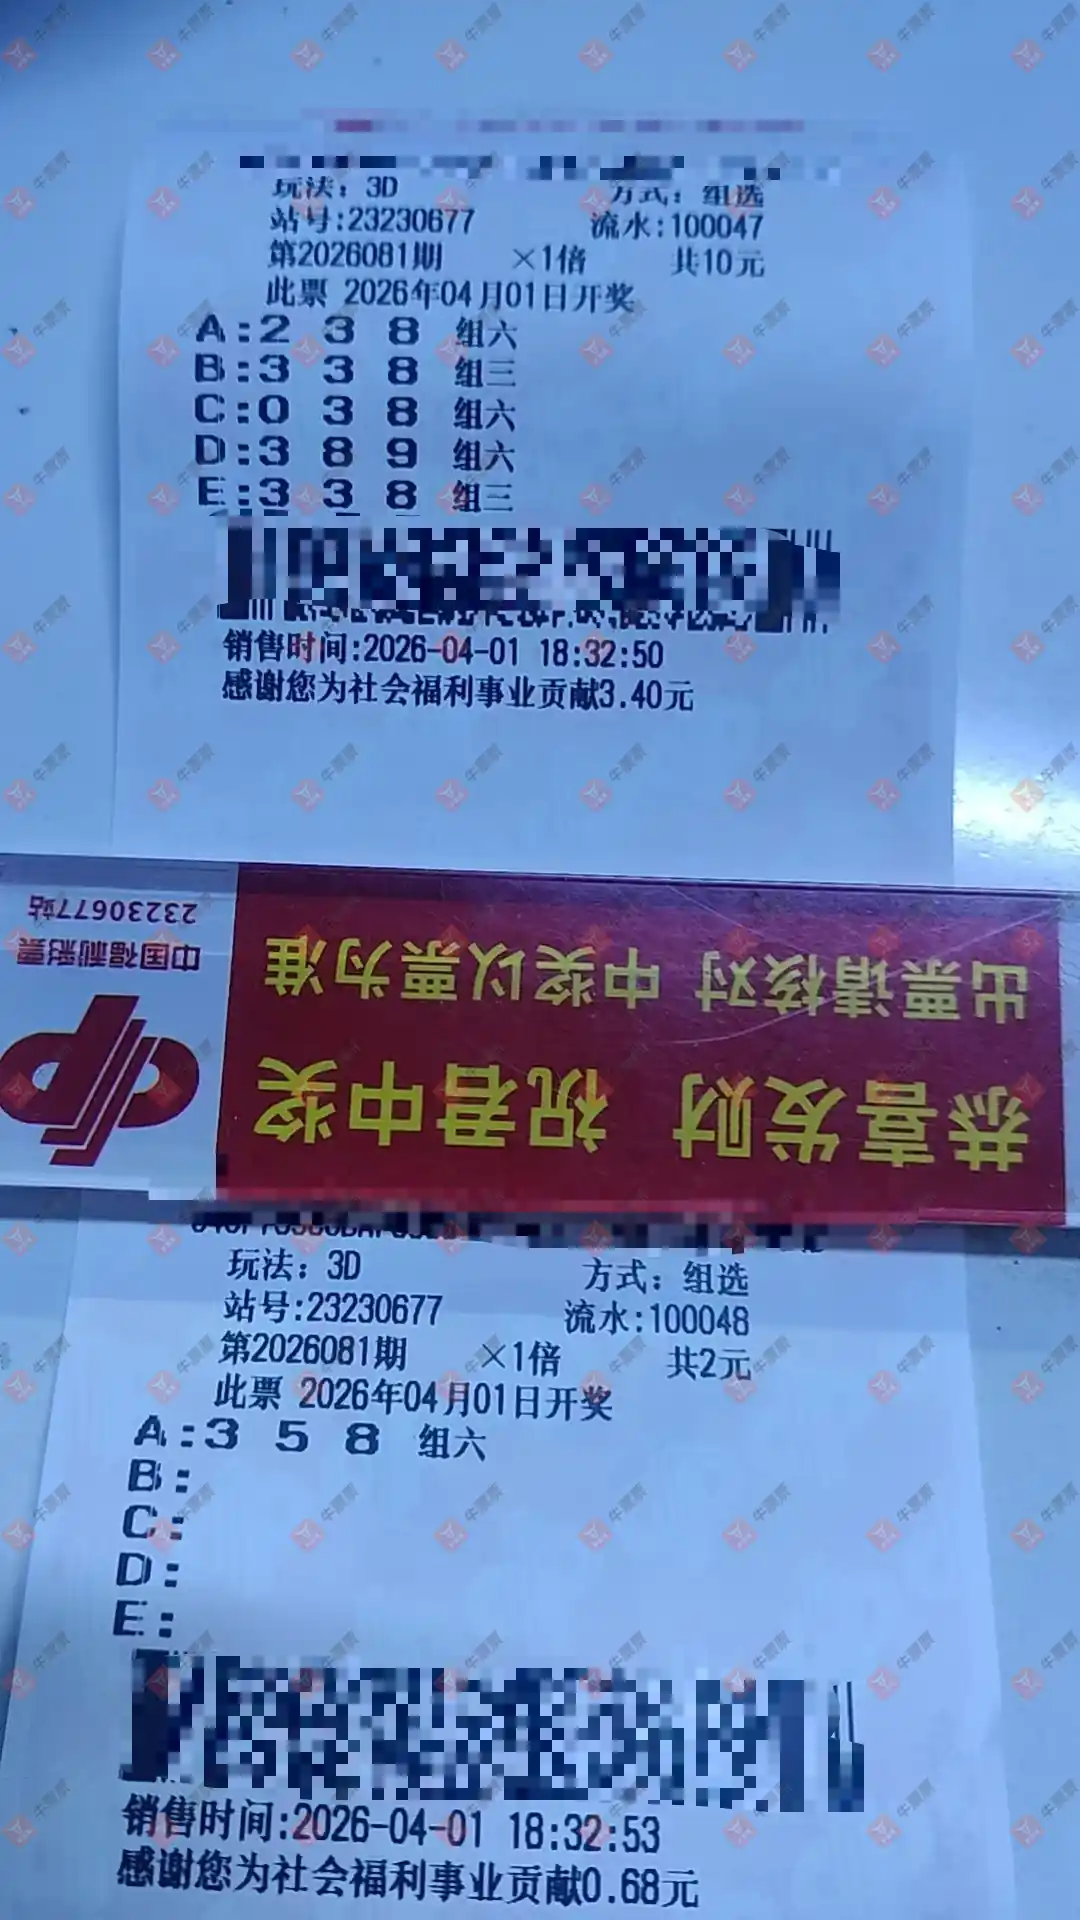 玩法：3D 方式：组选
站号:23230677 流水:100047
第2026081期 ×1倍 共10元
此票 2026年04月01日开奖
A:2 3 8 组六
B:3 3 8 组三
C:0 3 8 组六
D:3 8 9 组六
E:3 3 8 组三
销售时间:2026-04-01 18:32:50
感谢您为社会福利事业贡献3.40元
恭喜发财 祝君中奖
出票请核对 中奖以票为准
中国福利彩票
23230677站
玩法：3D 方式：组选
站号:23230677 流水:100048
第2026081期 ×1倍 共2元
此票 2026年04月01日开奖
A:3 5 8 组六
B:
C:
D:
E:
销售时间:2026-04-01 18:32:53
感谢您为社会福利事业贡献0.68元
牛票票